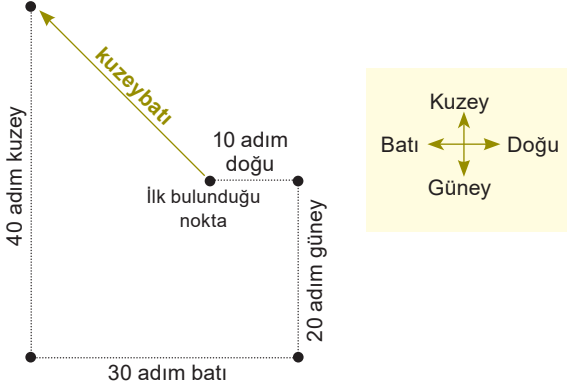 kuzeybatı
40 adım kuzey
10 adım
doğu
İlk bulunduğu
nokta
20 adım güney
30 adım batı
Kuzey
Batı
Doğu
Güney